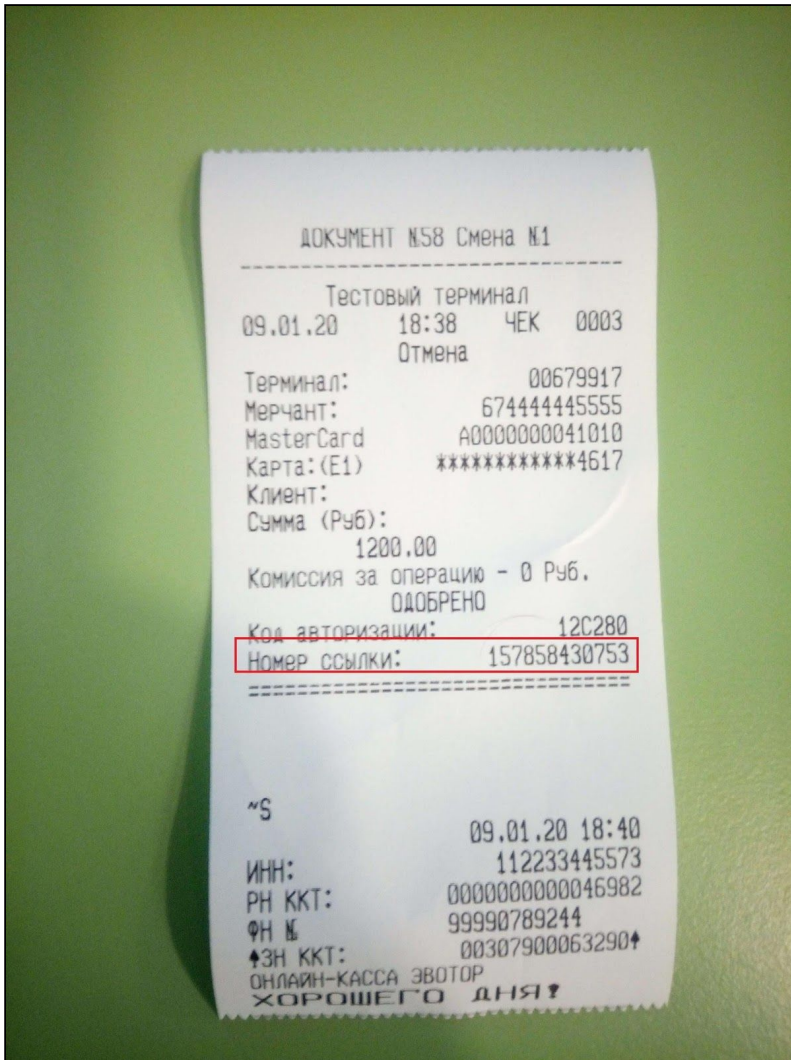 ДОКУМЕНТ №58 Смена №1
--------------------------------
Тестовый терминал
09.01.20 18:38 ЧЕК 0003
Отмена
Терминал: 00679917
Мерчант: 674444445555
MasterCard A0000000041010
Карта:(E1) ************4617
Клиент:
Сумма (Руб):
1200.00
Комиссия за операцию - 0 Руб.
ОДОБРЕНО
Код авторизации: 12C280
Номер ссылки: 157858430753
================================
~S
09.01.20 18:40
ИНН: 112233445573
РН ККТ: 0000000000046982
ФН № 99990789244
♠ЗН ККТ: 00307900063290♠
ОНЛАЙН-КАССА ЭВОТОР
ХОРОШЕГО ДНЯ!